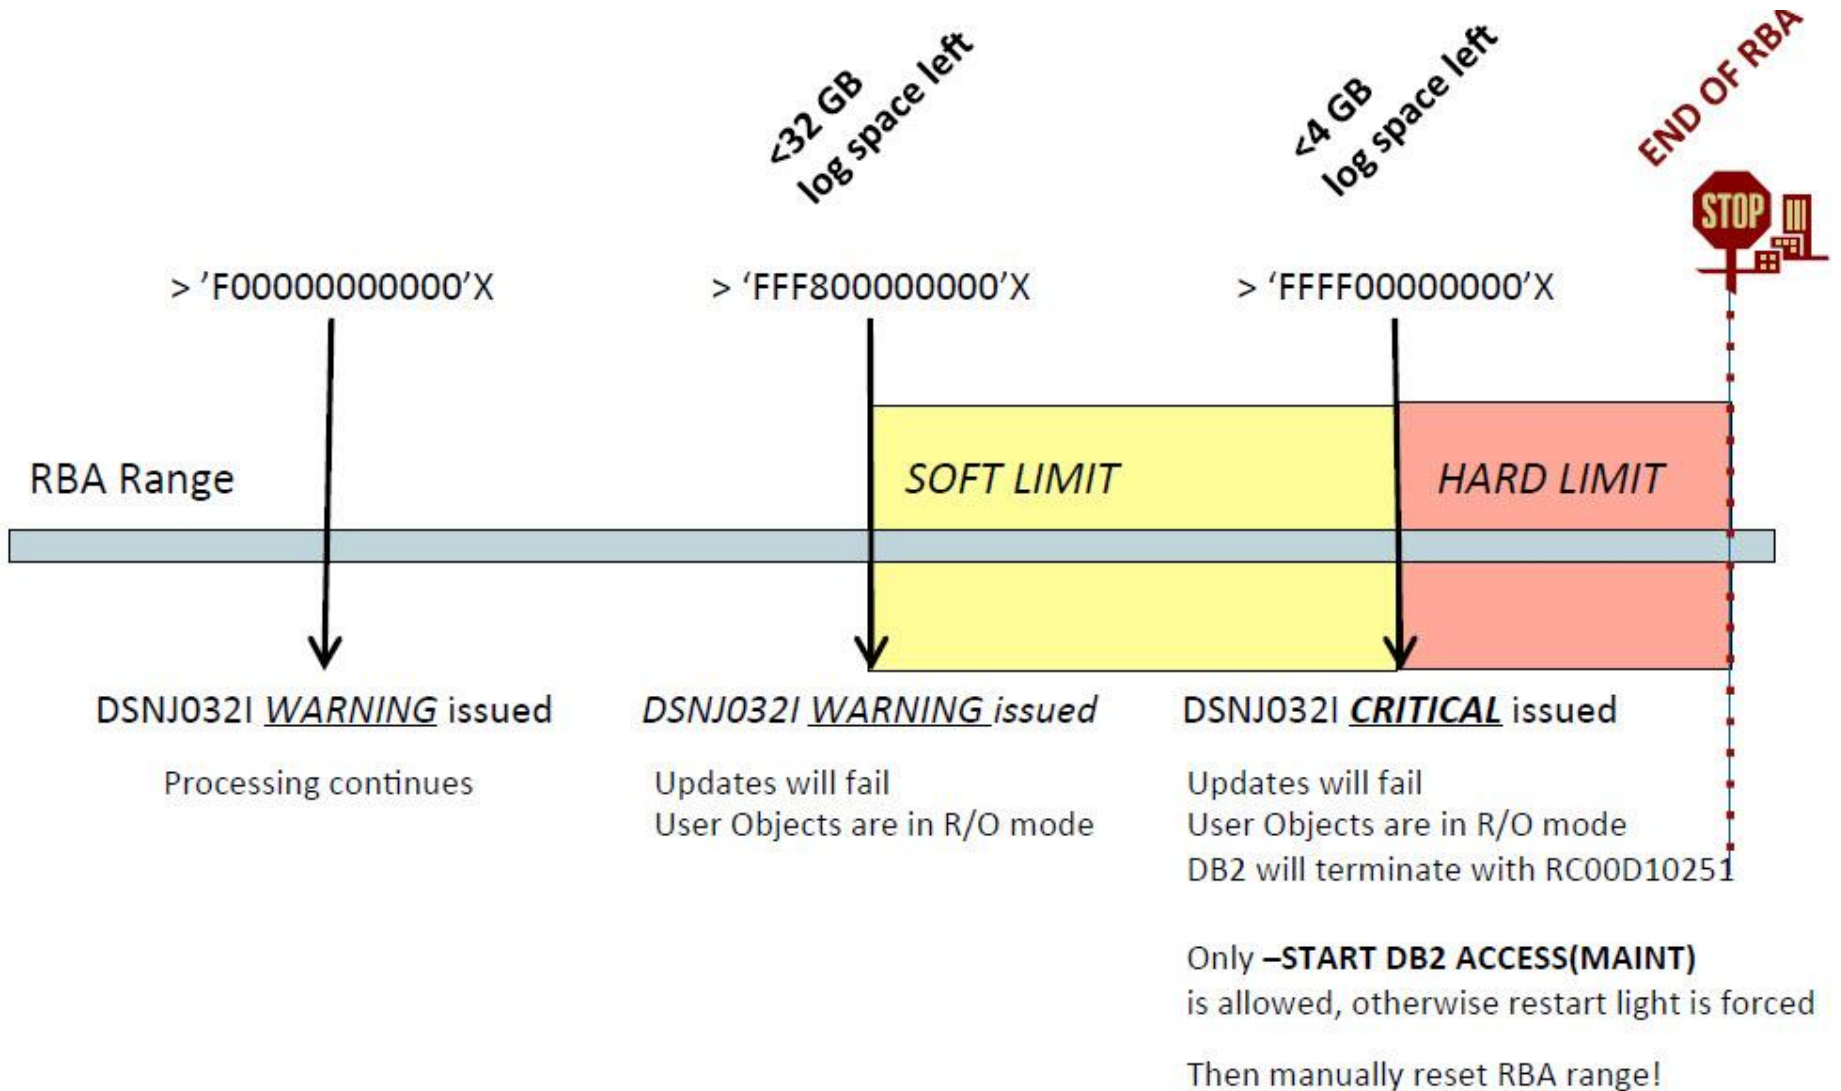 <32 GB
log space left
<4 GB
log space left
END OF RBA
STOP
> ’F00000000000’X
> ‘FFF800000000’X
> ‘FFFF00000000’X
RBA Range
SOFT LIMIT
HARD LIMIT
DSNJ032I WARNING issued
Processing continues
DSNJ032I WARNING issued
Updates will fail
User Objects are in R/O mode
DSNJ032I CRITICAL issued
Updates will fail
User Objects are in R/O mode
DB2 will terminate with RC00D10251
Only –START DB2 ACCESS(MAINT)
is allowed, otherwise restart light is forced
Then manually reset RBA range!